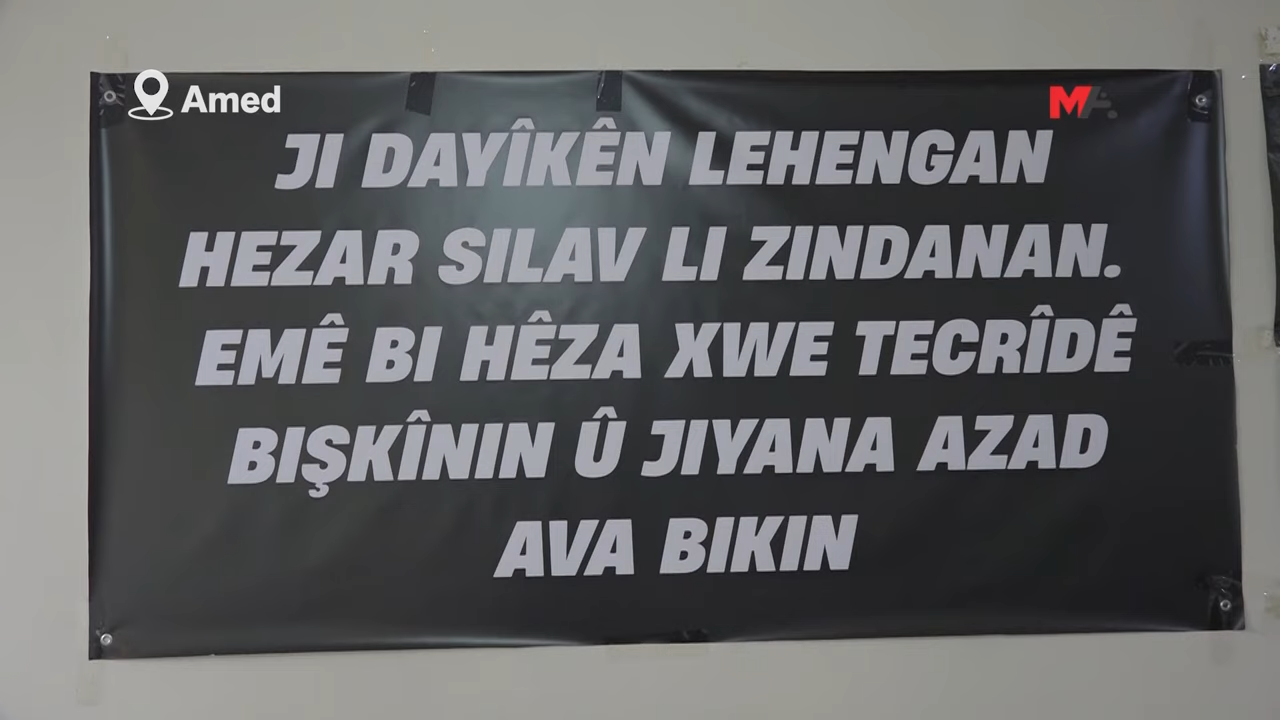 Amed
MA
JI DAYÎKÊN LEHENGAN
HEZAR SILAV LI ZINDANAN.
EMÊ BI HÊZA XWE TECRÎDÊ
BIŞKÎNIN Û JIYANA AZAD
AVA BIKIN